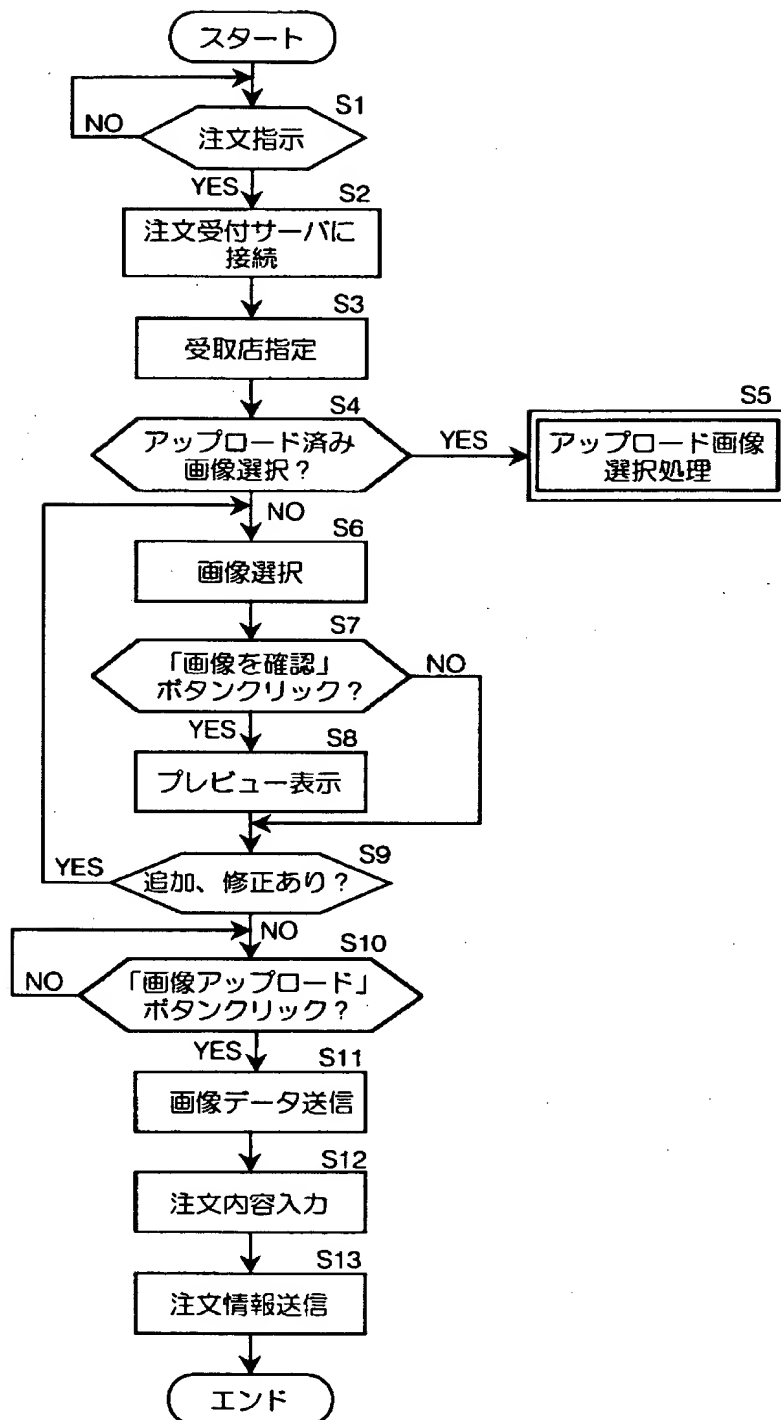 スタート
S1
NO
注文指示
YES
S2
注文受付サーバに
接続
S3
受取店指定
S4
アップロード済み
画像選択?
YES
S5
アップロード画像
選択処理
NO
S6
画像選択
S7
「画像を確認」
ボタンクリック?
NO
YES
S8
プレビュー表示
S9
YES
追加、修正あり?
NO
S10
NO
「画像アップロード」
ボタンクリック?
YES
S11
画像データ送信
S12
注文内容入力
S13
注文情報送信
エンド